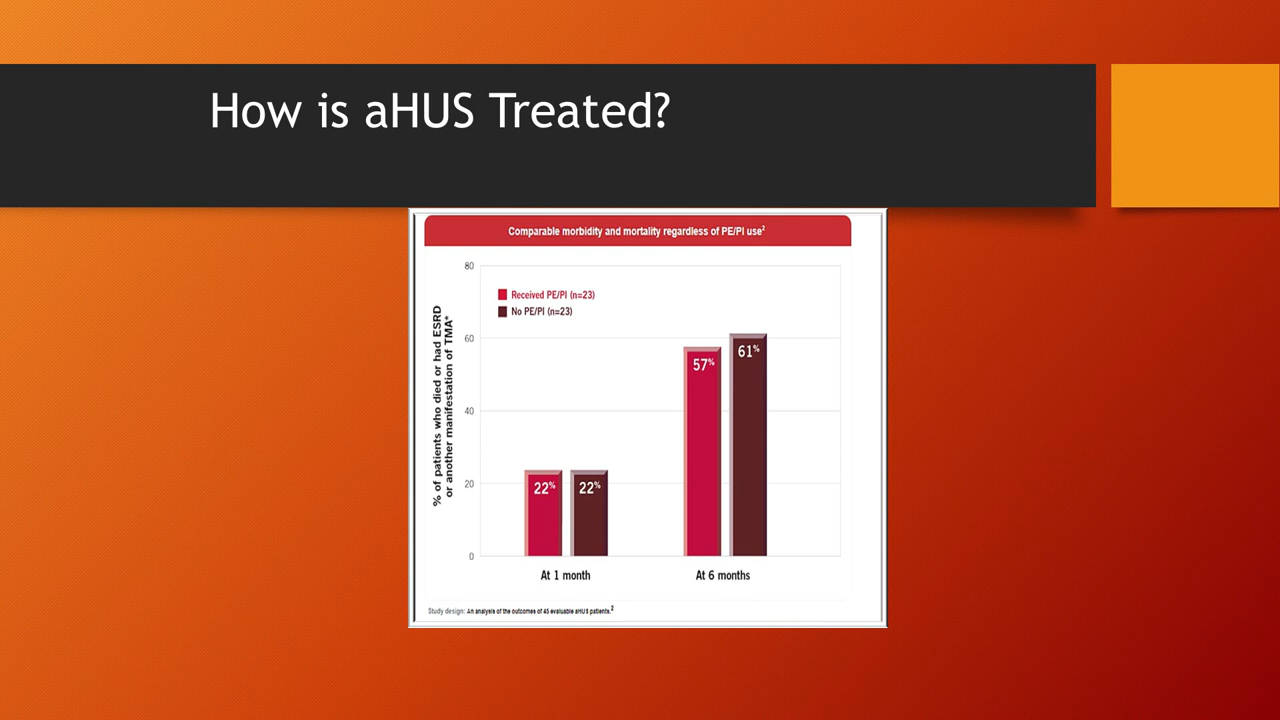 How is aHUS Treated?
Comparable morbidity and mortality regardless of PE/PI use²
% of patients who died or had ESRD
or another manifestation of TMA*
80
60
40
20
0
Received PE/PI (n=23)
No PE/PI (n=23)
22%
22%
57%
61%
At 1 month
At 6 months
Study design: An analysis of the outcomes of 45 evaluable aHUS patients.²